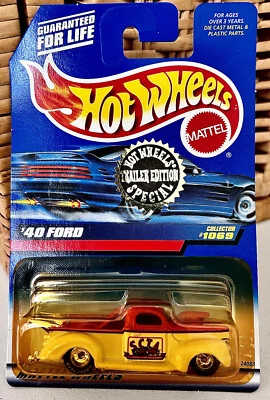 GUARANTEED
FOR LIFE
FOR AGES
OVER 3 YEARS.
DIE CAST METAL &
PLASTIC PARTS.
HOT WHEELS
MATTEL
HOT WHEELS
MAILER EDITION
SPECIAL
'40 FORD
COLLECTOR
#1069
24083